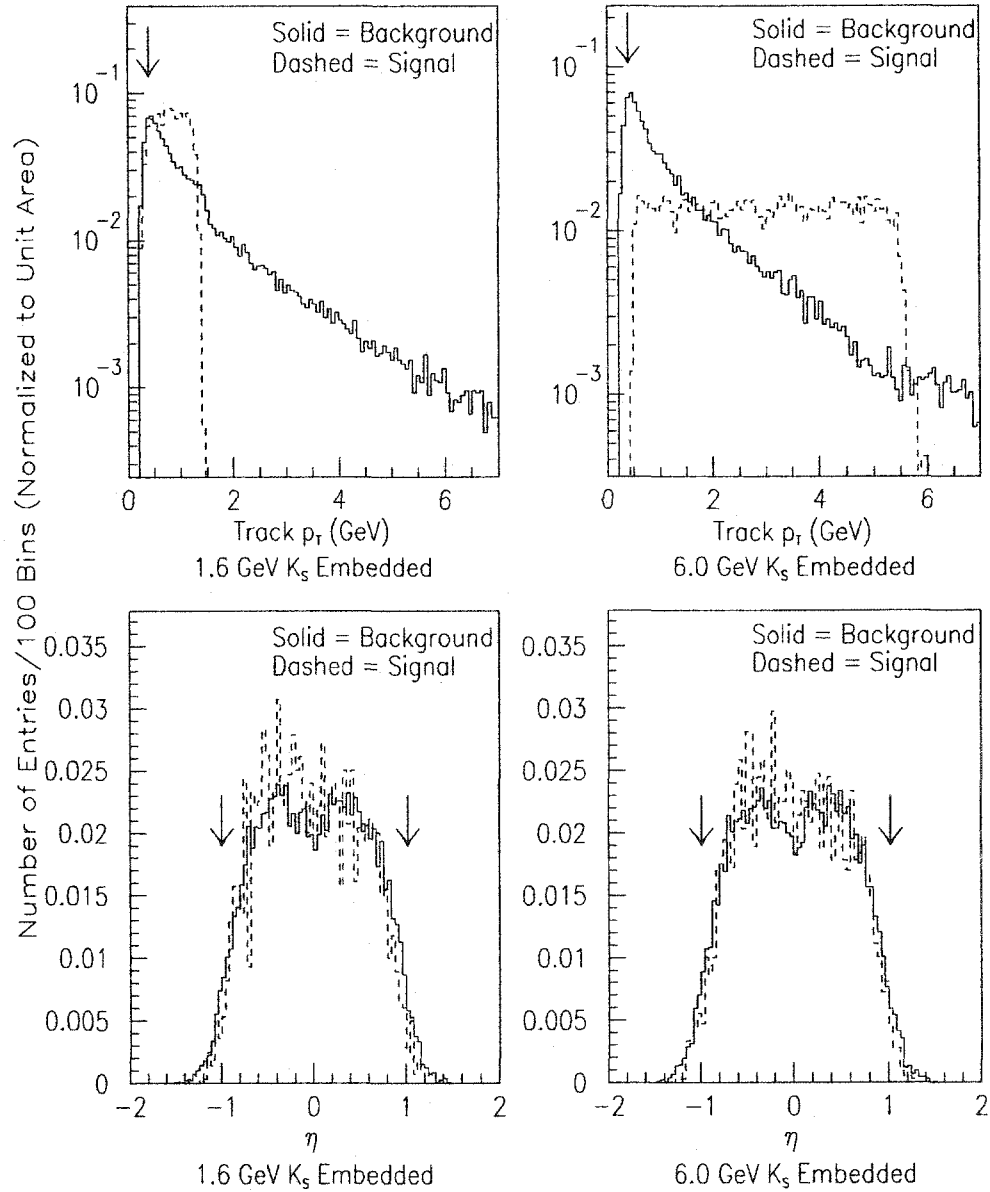 Number of Entries/100 Bins (Normalized to Unit Area)
Solid = Background
Dashed = Signal
10⁻¹
10⁻²
10⁻³
0 2 4 6
Track p_T (GeV)
1.6 GeV K_S Embedded
Solid = Background
Dashed = Signal
10⁻¹
10⁻²
10⁻³
0 2 4 6
Track p_T (GeV)
6.0 GeV K_S Embedded
Solid = Background
Dashed = Signal
0.035
0.03
0.025
0.02
0.015
0.01
0.005
0
−2 −1 0 1 2
η
1.6 GeV K_S Embedded
Solid = Background
Dashed = Signal
0.035
0.03
0.025
0.02
0.015
0.01
0.005
0
−2 −1 0 1 2
η
6.0 GeV K_S Embedded